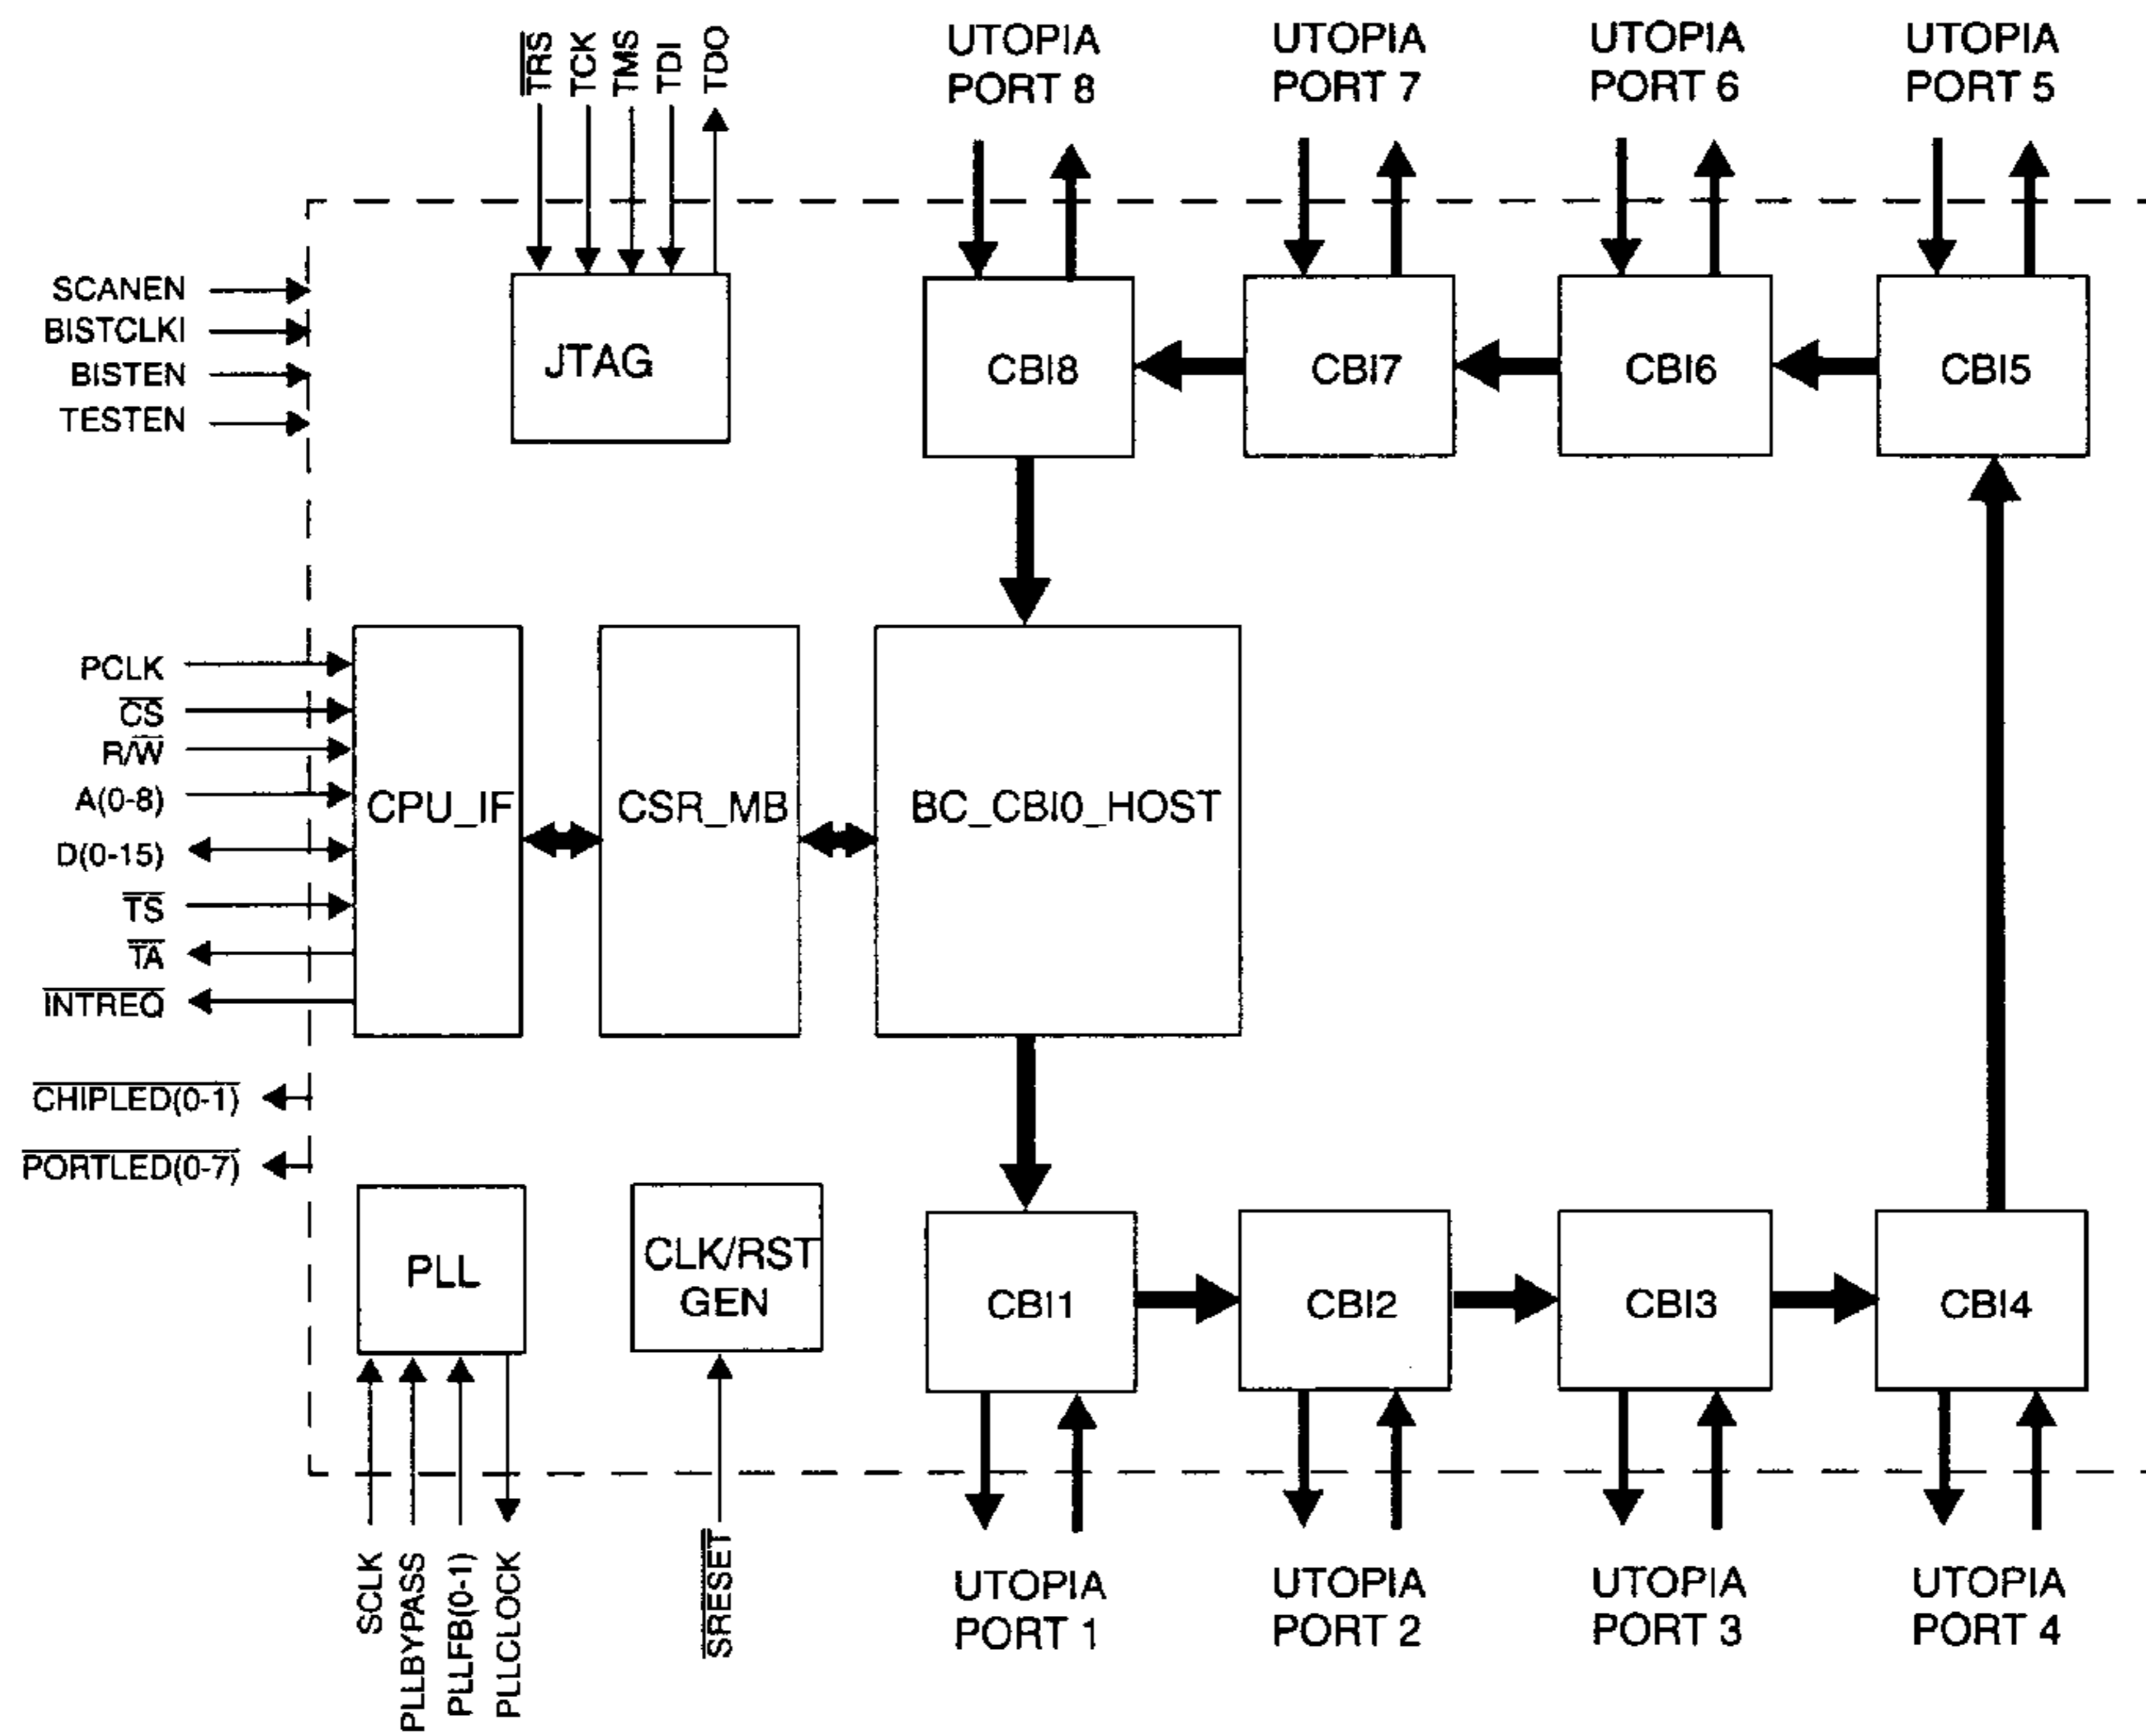 TRS
TCK
TMS
TDI
TDO
UTOPIA
PORT 8
UTOPIA
PORT 7
UTOPIA
PORT 6
UTOPIA
PORT 5
SCANEN
BISTCLKI
BISTEN
TESTEN
JTAG
CBI8
CBI7
CBI6
CBI5
PCLK
CS
R/W
A(0-8)
D(0-15)
TS
TA
INTREQ
CPU_IF
CSR_MB
BC_CBI0_HOST
CHIPLED(0-1)
PORTLED(0-7)
PLL
CLK/RST
GEN
CBI1
CBI2
CBI3
CBI4
SCLK
PLLBYPASS
PLLFB(0-1)
PLLCLOCK
SRESET
UTOPIA
PORT 1
UTOPIA
PORT 2
UTOPIA
PORT 3
UTOPIA
PORT 4